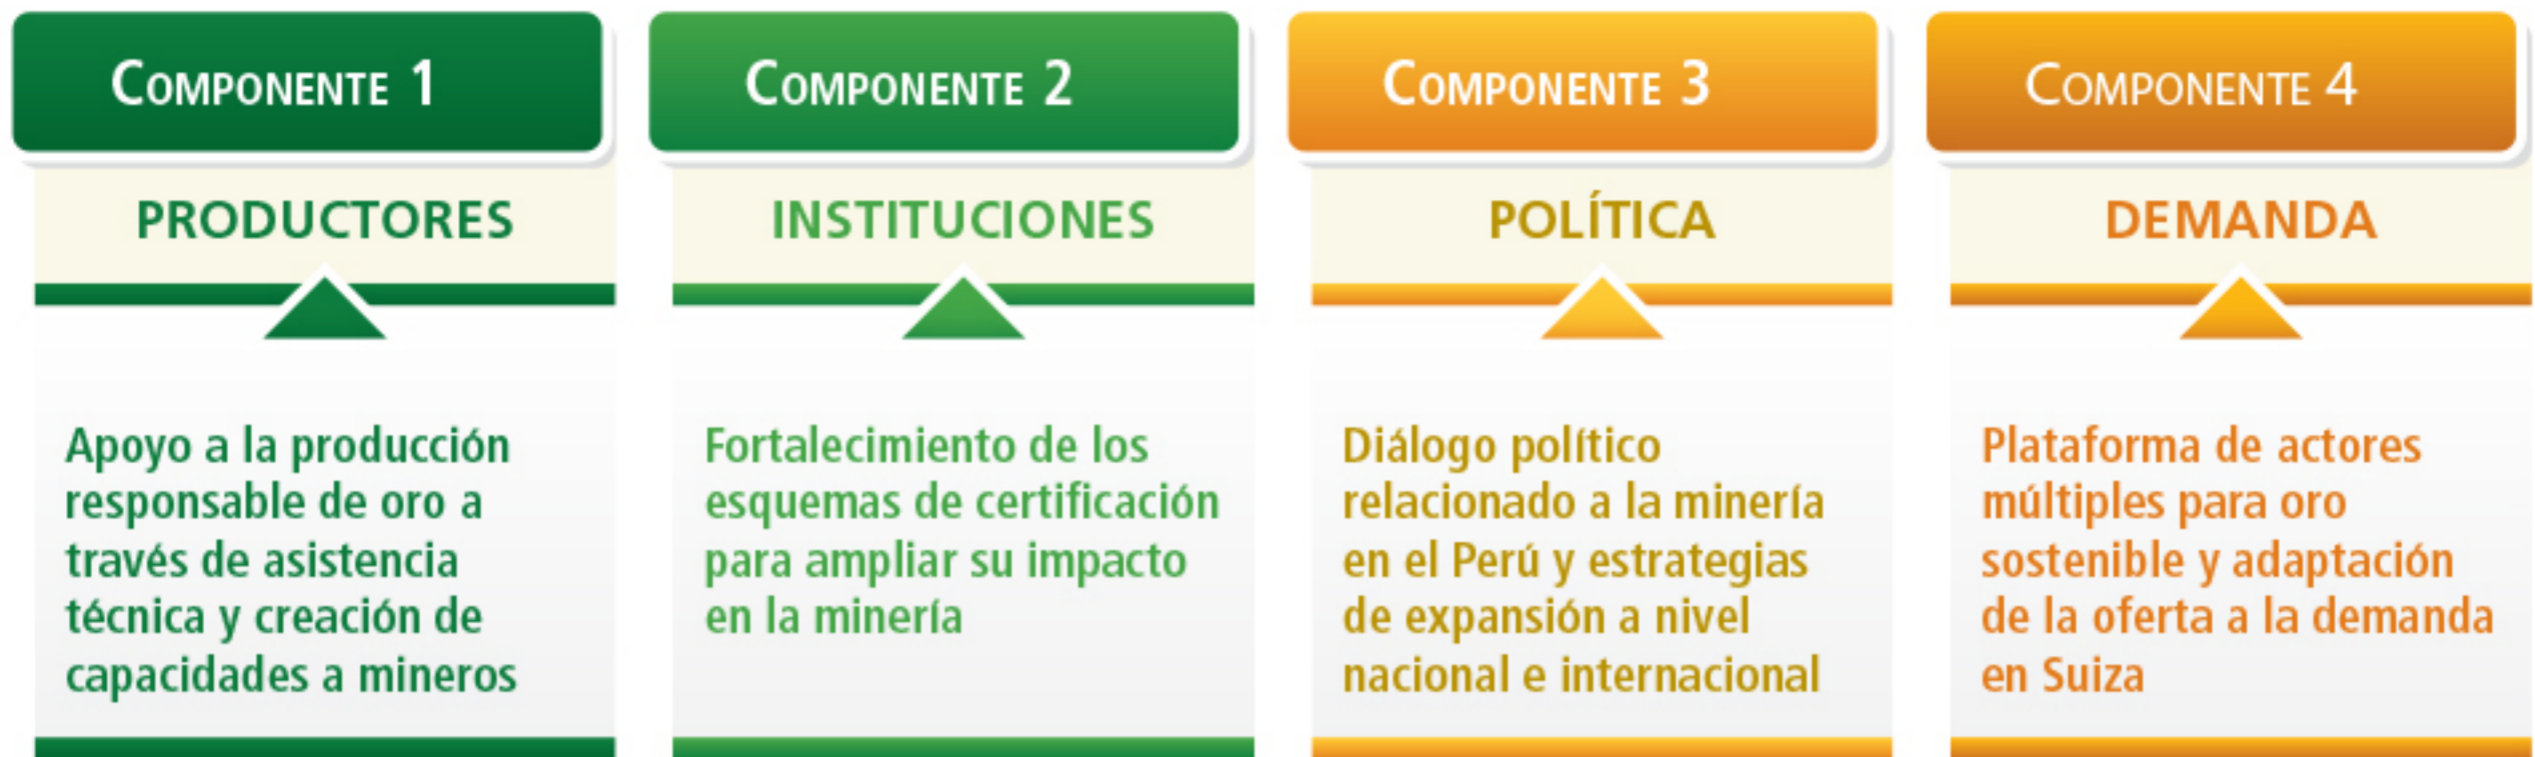 COMPONENTE 1
PRODUCTORES
Apoyo a la producción
responsable de oro a
través de asistencia
técnica y creación de
capacidades a mineros
COMPONENTE 2
INSTITUCIONES
Fortalecimiento de los
esquemas de certificación
para ampliar su impacto
en la minería
COMPONENTE 3
POLÍTICA
Diálogo político
relacionado a la minería
en el Perú y estrategias
de expansión a nivel
nacional e internacional
COMPONENTE 4
DEMANDA
Plataforma de actores
múltiples para oro
sostenible y adaptación
de la oferta a la demanda
en Suiza